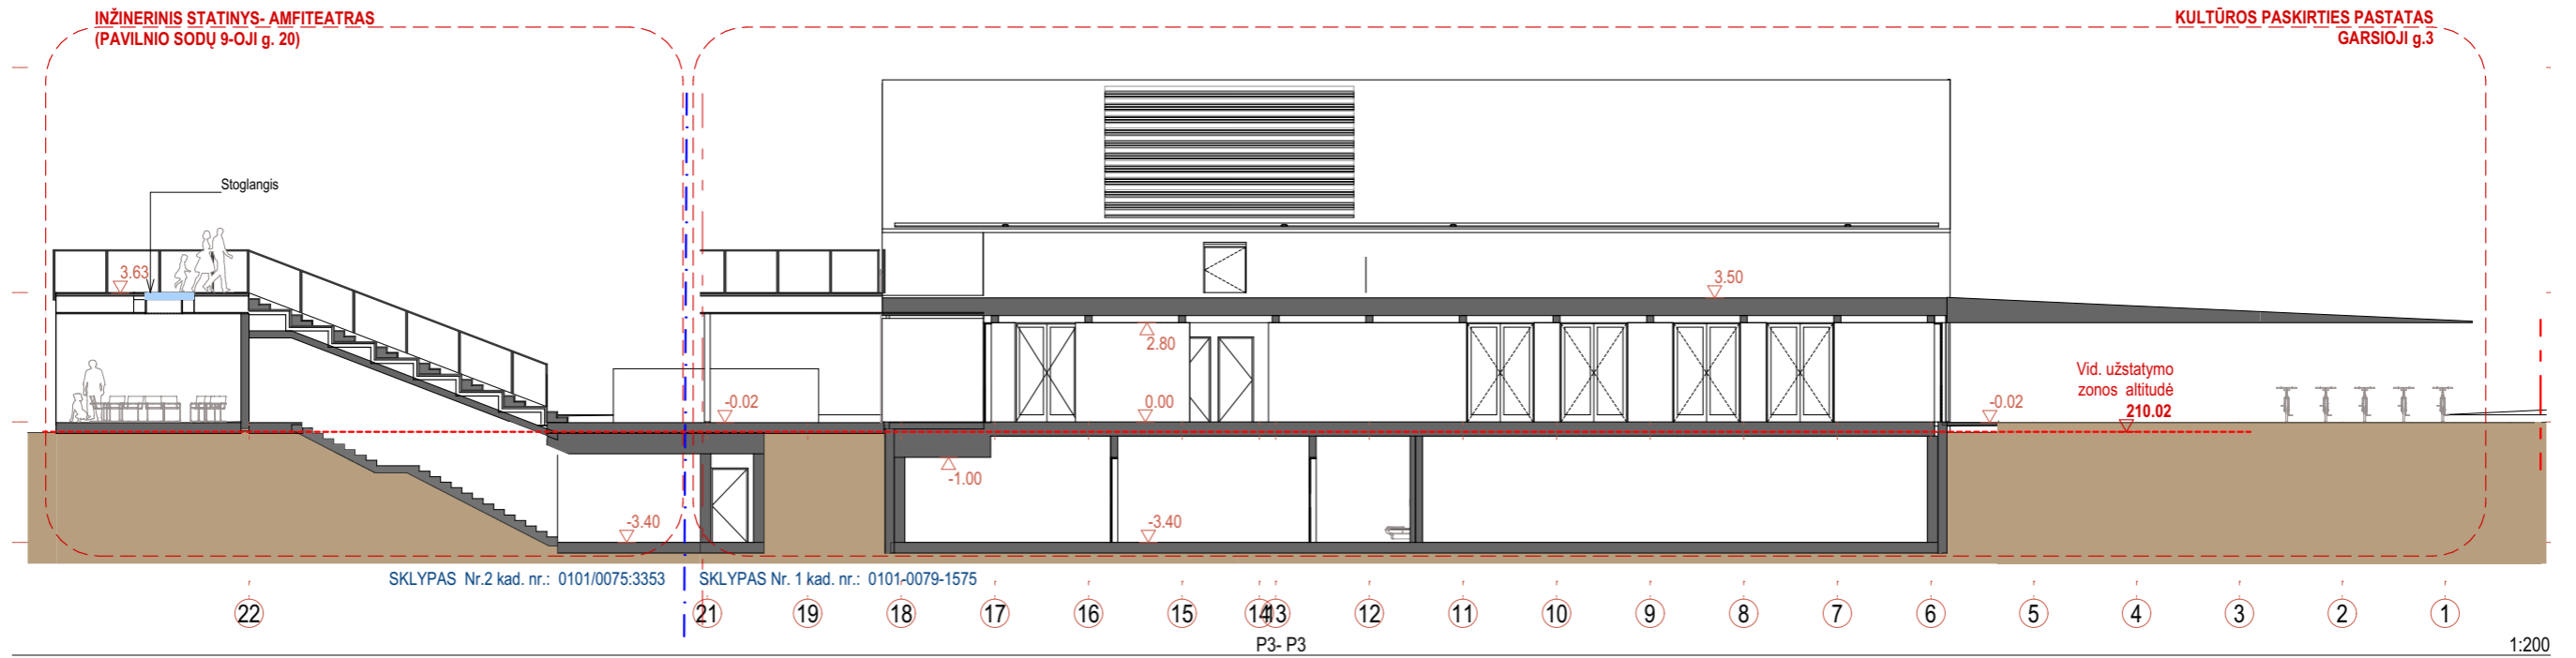 INŽINERINIS STATINYS- AMFITEATRAS
(PAVILNIO SODŲ 9-OJI g. 20)
KULTŪROS PASKIRTIES PASTATAS
GARSIOJI g.3
Stoglangis
3.63
3.50
2.80
Vid. užstatymo
zonos altitudė
210.02
-0.02
0.00
-0.02
-1.00
-3.40
-3.40
SKLYPAS Nr.2 kad. nr.: 0101/0075:3353
SKLYPAS Nr. 1 kad. nr.: 0101-0079-1575
22 21 19 18 17 16 15 14 13 12 11 10 9 8 7 6 5 4 3 2 1
P3- P3
1:200